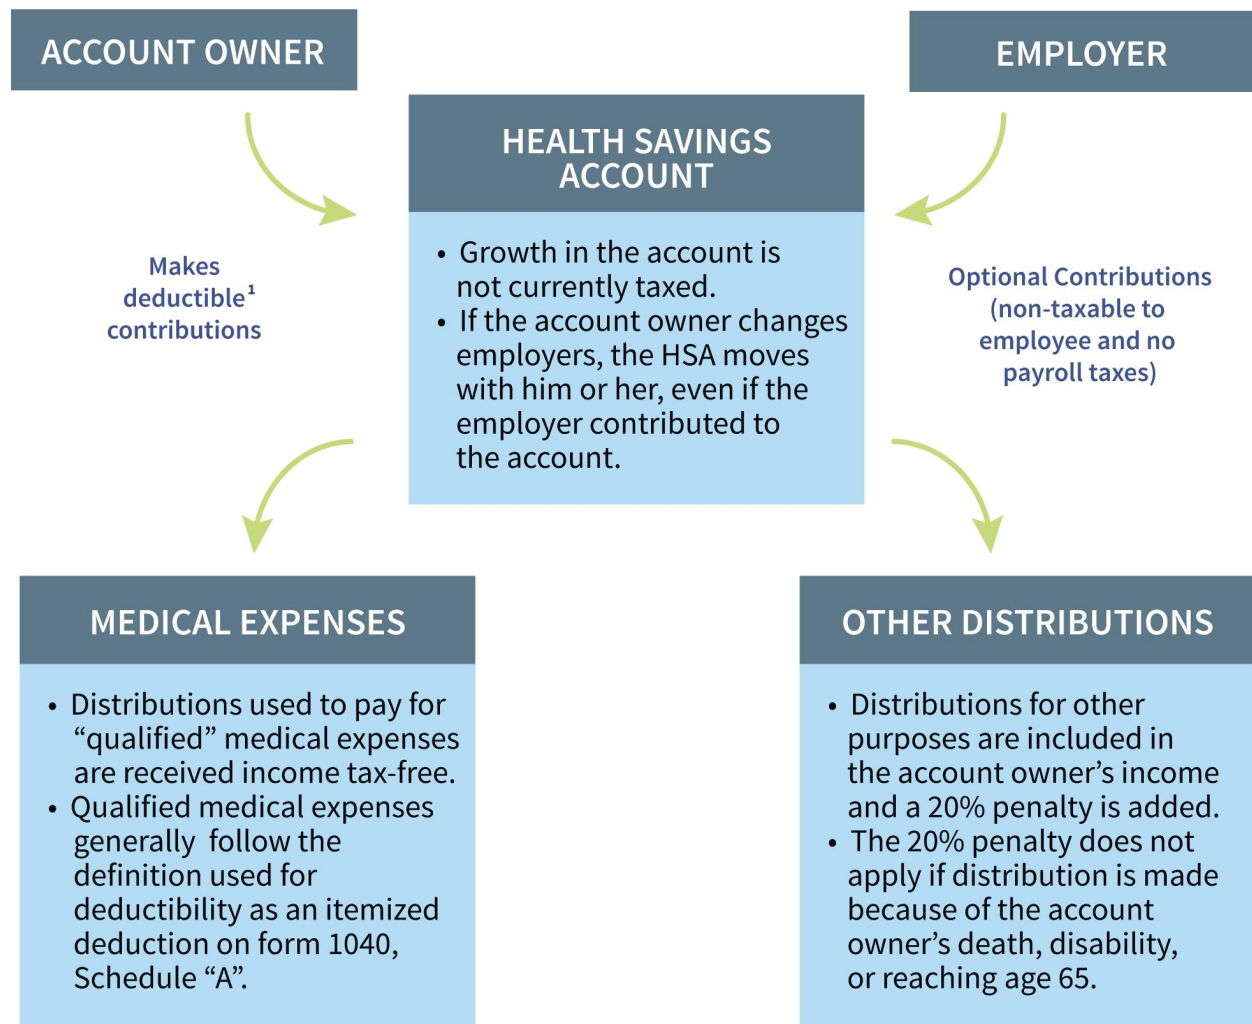 ACCOUNT OWNER
EMPLOYER
HEALTH SAVINGS
ACCOUNT
• Growth in the account is
not currently taxed.
• If the account owner changes
employers, the HSA moves
with him or her, even if the
employer contributed to
the account.
Makes
deductible¹
contributions
Optional Contributions
(non-taxable to
employee and no
payroll taxes)
MEDICAL EXPENSES
• Distributions used to pay for
“qualified” medical expenses
are received income tax-free.
• Qualified medical expenses
generally follow the
definition used for
deductibility as an itemized
deduction on form 1040,
Schedule “A”.
OTHER DISTRIBUTIONS
• Distributions for other
purposes are included in
the account owner’s income
and a 20% penalty is added.
• The 20% penalty does not
apply if distribution is made
because of the account
owner’s death, disability,
or reaching age 65.